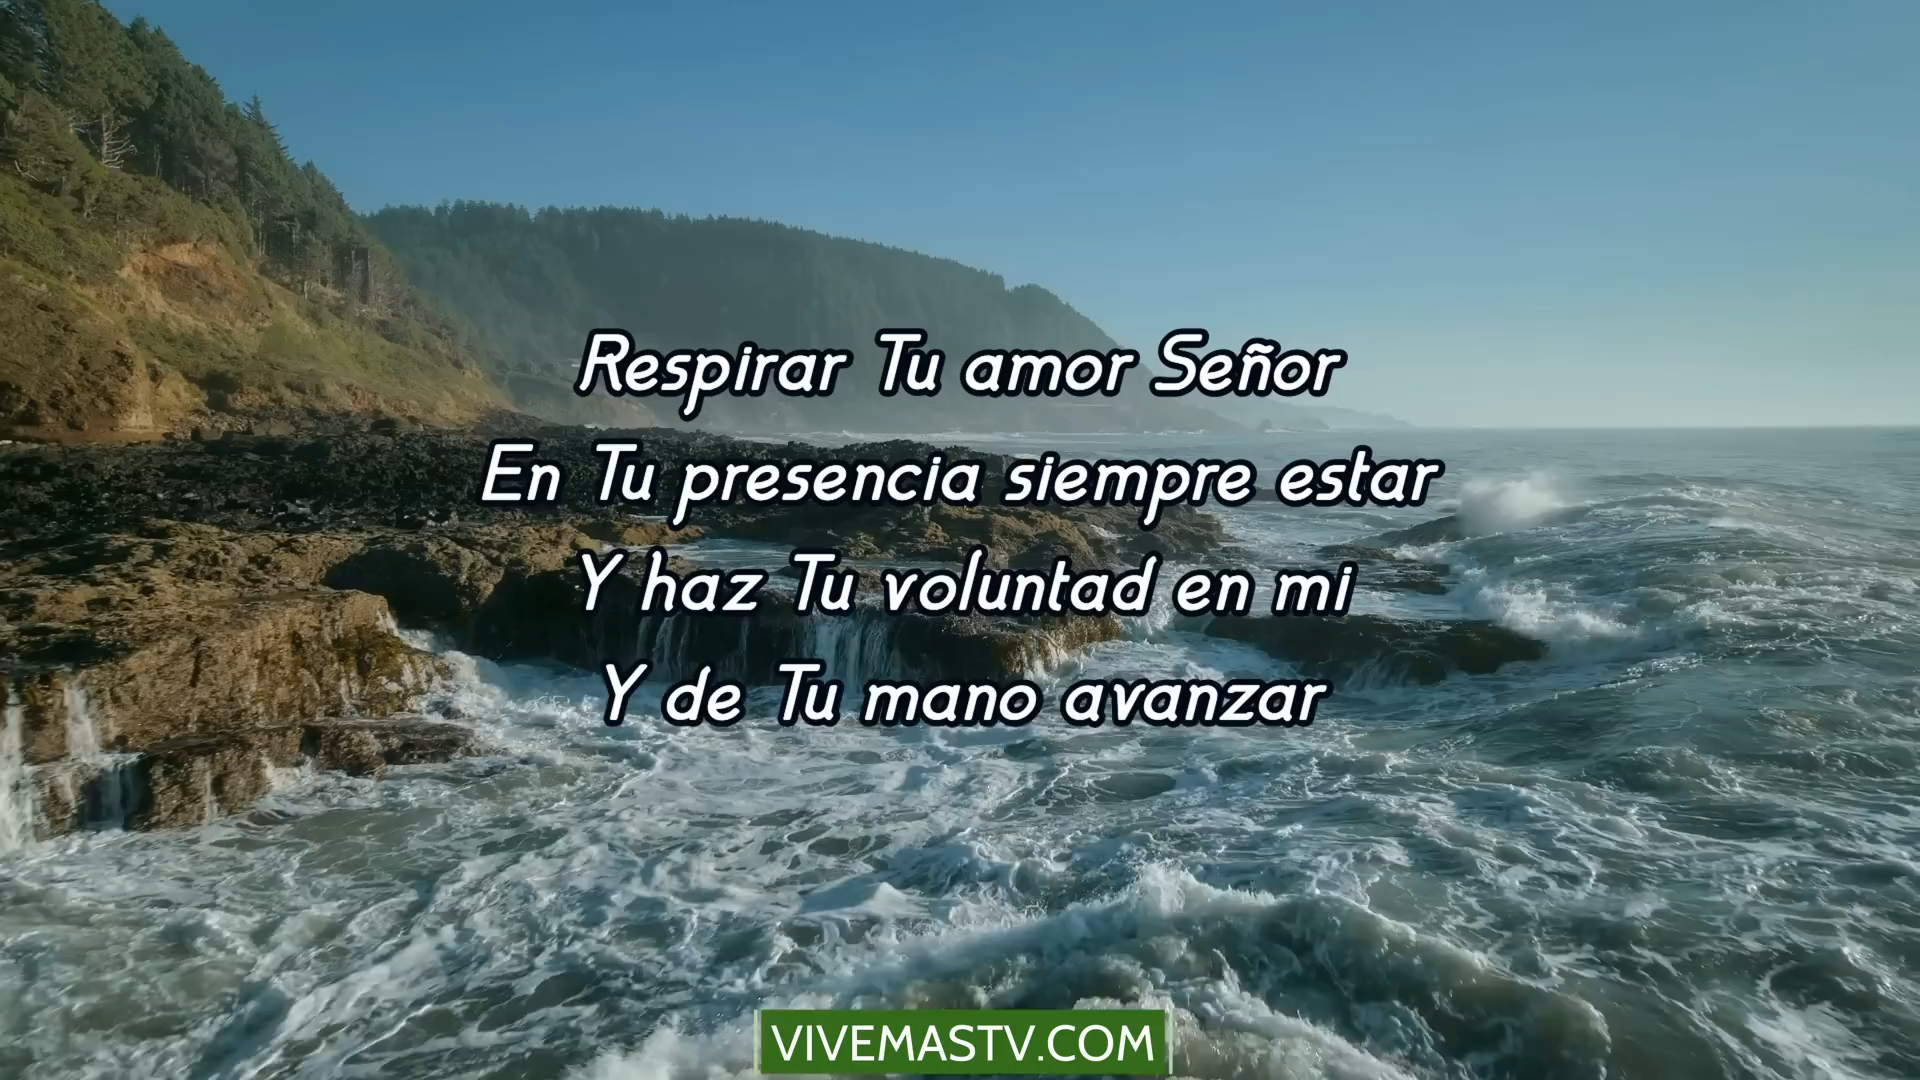 Respirar Tu amor Señor
En Tu presencia siempre estar
Y haz Tu voluntad en mi
Y de Tu mano avanzar
VIVEMASTV.COM